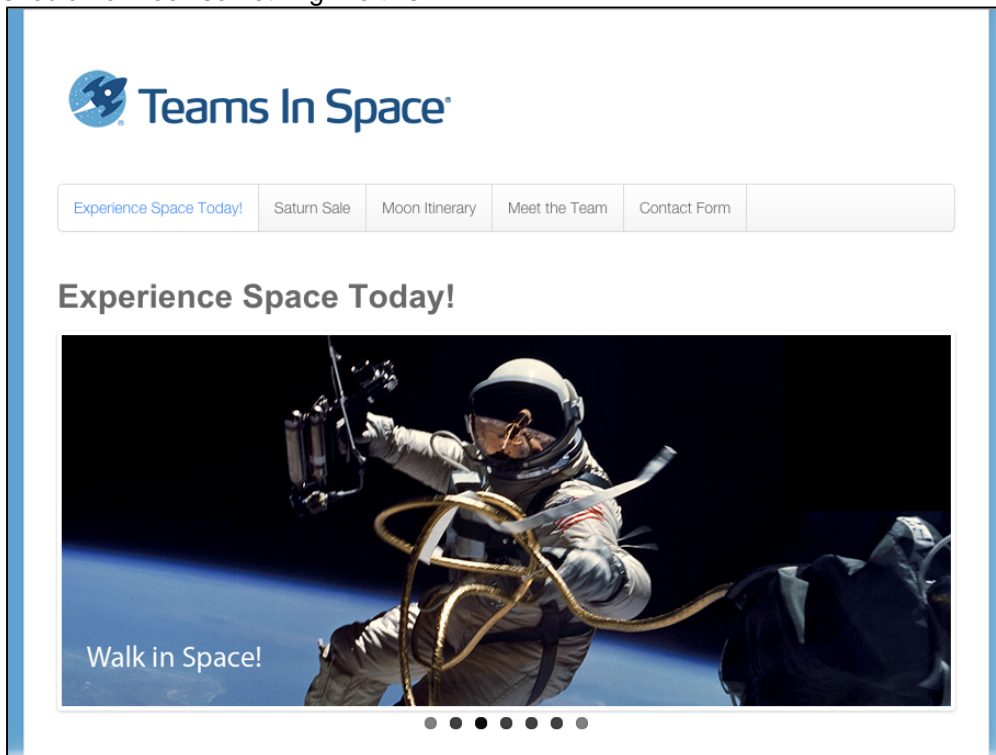 Teams In Space®
Experience Space Today! Saturn Sale Moon Itinerary Meet the Team Contact Form
Experience Space Today!
Walk in Space!